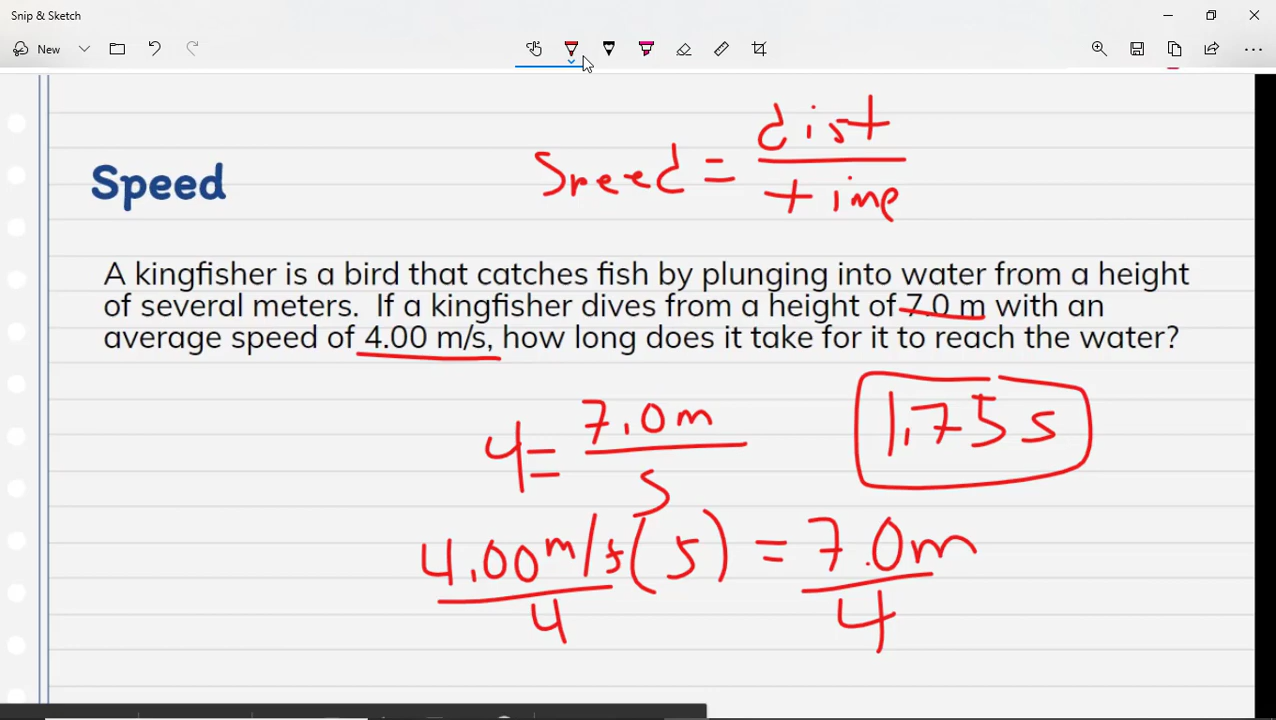 Snip & Sketch
New
Speed = dist / time
Speed
A kingfisher is a bird that catches fish by plunging into water from a height
of several meters. If a kingfisher dives from a height of 7.0 m with an
average speed of 4.00 m/s, how long does it take for it to reach the water?
4 = 7.0m / s
1.75 s
4.00 m/s (s) = 7.0m
4 4